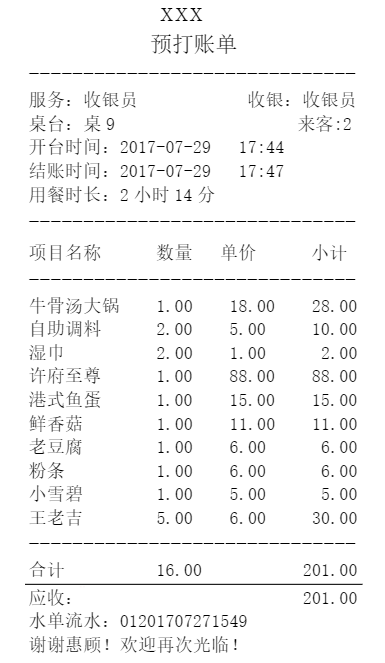 XXX
预打账单
服务：收银员 收银：收银员
桌台：桌9 来客:2
开台时间：2017-07-29 17:44
结账时间：2017-07-29 17:47
用餐时长：2小时14分
项目名称 数量 单价 小计
牛骨汤大锅 1.00 18.00 28.00
自助调料 2.00 5.00 10.00
湿巾 2.00 1.00 2.00
许府至尊 1.00 88.00 88.00
港式鱼蛋 1.00 15.00 15.00
鲜香菇 1.00 11.00 11.00
老豆腐 1.00 6.00 6.00
粉条 1.00 6.00 6.00
小雪碧 1.00 5.00 5.00
王老吉 5.00 6.00 30.00
合计 16.00 201.00
应收： 201.00
水单流水：01201707271549
谢谢惠顾！欢迎再次光临！